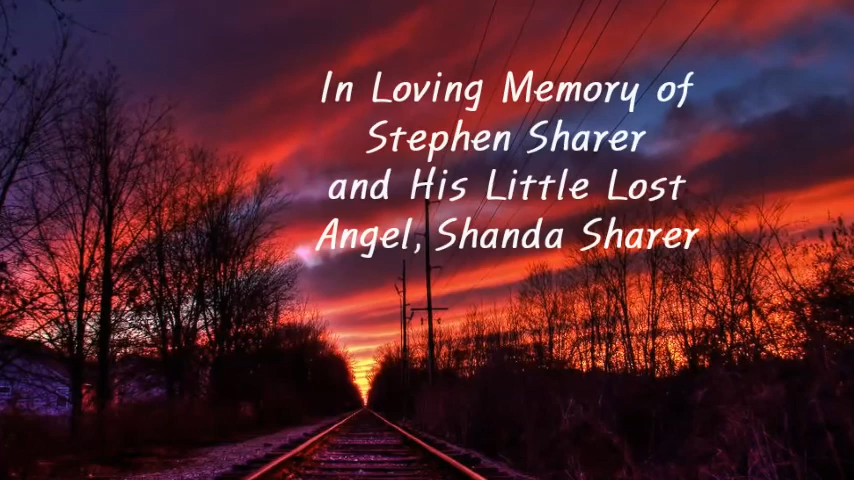 In Loving Memory of
Stephen Sharer
and His Little Lost
Angel, Shanda Sharer